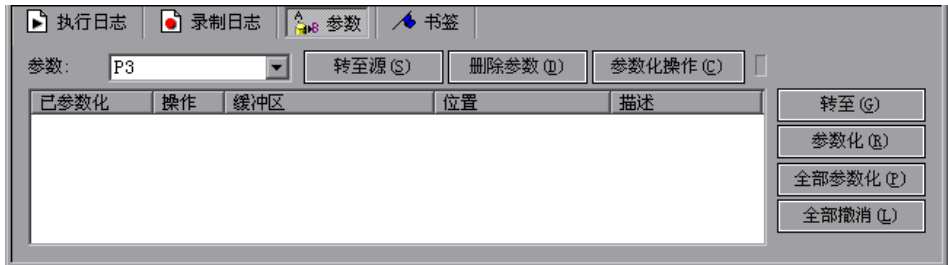 执行日志 录制日志 参数 书签
参数: P3 转至源(S) 删除参数(D) 参数化操作(C)
已参数化 操作 缓冲区 位置 描述
转至(G)
参数化(R)
全部参数化(P)
全部撤消(L)